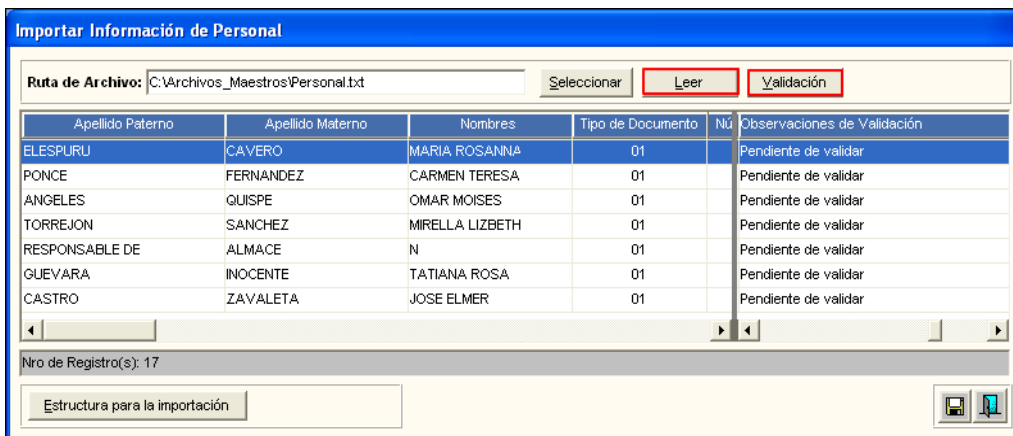 Importar Información de Personal
Ruta de Archivo: C:\Archivos_Maestros\Personal.txt Seleccionar Leer Validación
Apellido Paterno Apellido Materno Nombres Tipo de Documento Nú Observaciones de Validación
ELESPURU CAVERO MARIA ROSANNA 01 Pendiente de validar
PONCE FERNANDEZ CARMEN TERESA 01 Pendiente de validar
ANGELES QUISPE OMAR MOISES 01 Pendiente de validar
TORREJON SANCHEZ MIRELLA LIZBETH 01 Pendiente de validar
RESPONSABLE DE ALMACE N 01 Pendiente de validar
GUEVARA INOCENTE TATIANA ROSA 01 Pendiente de validar
CASTRO ZAVALETA JOSE ELMER 01 Pendiente de validar
Nro de Registro(s): 17
Estructura para la importación